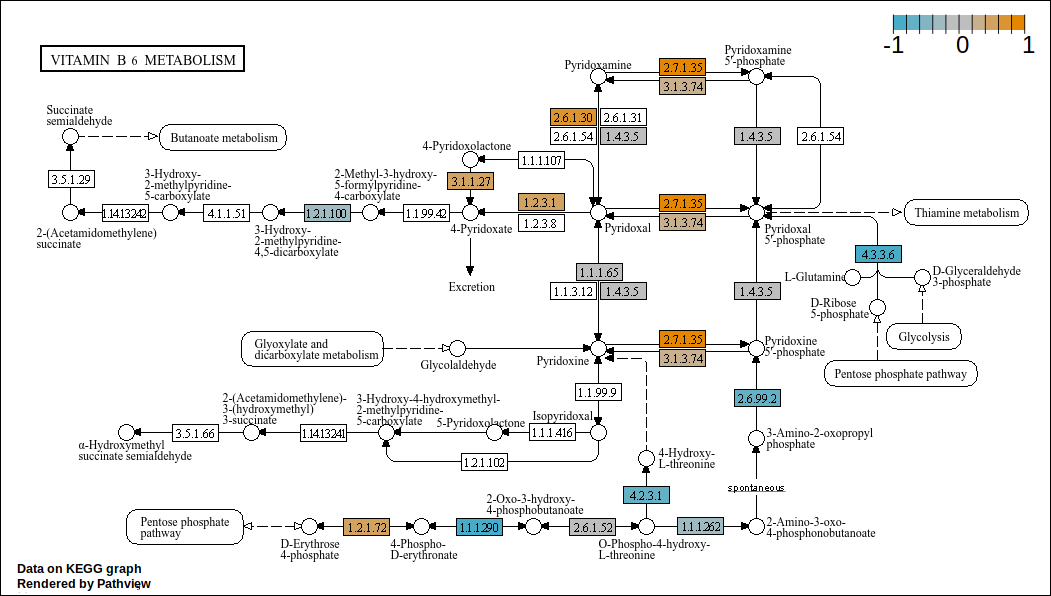 -1 0 1
VITAMIN B 6 METABOLISM
Pyridoxamine
2.7.1.35
3.1.3.74
Pyridoxamine
5'-phosphate
Succinate
semialdehyde
Butanoate metabolism
2.6.1.30
2.6.1.31
2.6.1.54
1.4.3.5
1.4.3.5
2.6.1.54
4-Pyridoxolactone
1.1.1.107
3.5.1.29
3-Hydroxy-
2-methylpyridine-
5-carboxylate
2-Methyl-3-hydroxy-
5-formylpyridine-
4-carboxylate
3.1.1.27
1.14.13.242
4.1.1.51
1.2.1.100
1.1.99.42
1.2.3.1
1.2.3.8
2.7.1.35
3.1.3.74
Thiamine metabolism
2-(Acetamidomethylene)
succinate
3-Hydroxy-
2-methylpyridine-
4,5-dicarboxylate
4-Pyridoxate
Pyridoxal
Pyridoxal
5'-phosphate
4.3.3.6
Excretion
1.1.1.65
1.1.3.12
1.4.3.5
1.4.3.5
L-Glutamine
D-Glyceraldehyde
3-phosphate
D-Ribose
5-phosphate
Glycolysis
Pentose phosphate pathway
Glyoxylate and
dicarboxylate metabolism
Glycolaldehyde
Pyridoxine
2.7.1.35
3.1.3.74
Pyridoxine
5'-phosphate
1.1.99.9
2.6.99.2
2-(Acetamidomethylene)-
3-(hydroxymethyl)
3-succinate
3-Hydroxy-4-hydroxymethyl-
2-methylpyridine-
5-carboxylate
5-Pyridoxolactone
Isopyridoxal
3.5.1.66
1.14.13.241
1.1.1.416
α-Hydroxymethyl
succinate semialdehyde
1.2.1.102
3-Amino-2-oxopropyl
phosphate
4-Hydroxy-
L-threonine
spontaneous
4.2.3.1
2-Oxo-3-hydroxy-
4-phosphobutanoate
Pentose phosphate
pathway
1.2.1.72
1.1.1.290
2.6.1.52
1.1.1.262
2-Amino-3-oxo-
4-phosphonobutanoate
D-Erythrose
4-phosphate
4-Phospho-
D-erythronate
O-Phospho-4-hydroxy-
L-threonine
Data on KEGG graph
Rendered by Pathview